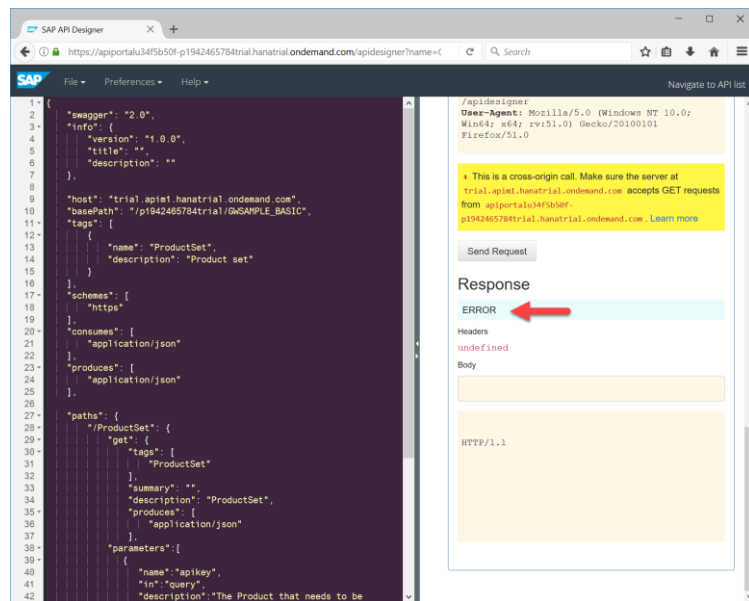 SAP API Designer
https://apiportalu34f5b50f-p1942465784trial.hanatrial.ondemand.com/apidesigner?name=
Search
SAP File Preferences Help Navigate to API list
1 {
2 "swagger": "2.0",
3 "info": {
4 "version": "1.0.0",
5 "title": "",
6 "description": ""
7 },
8
9 "host": "trial.apim1.hanatrial.ondemand.com",
10 "basePath": "/p1942465784trial/GWSAMPLE_BASIC",
11 "tags": [
12 {
13 "name": "ProductSet",
14 "description": "Product set"
15 }
16 ],
17 "schemes": [
18 "https"
19 ],
20 "consumes": [
21 "application/json"
22 ],
23 "produces": [
24 "application/json"
25 ],
26
27 "paths": {
28 "/ProductSet": {
29 "get": {
30 "tags": [
31 "ProductSet"
32 ],
33 "summary": "",
34 "description": "ProductSet",
35 "produces": [
36 "application/json"
37 ],
38 "parameters":[
39 {
40 "name":"apikey",
41 "in":"query",
42 "description":"The Product that needs to be
/apidesigner
User-Agent: Mozilla/5.0 (Windows NT 10.0;
Win64; x64; rv:51.0) Gecko/20100101
Firefox/51.0
This is a cross-origin call. Make sure the server at
trial.apim1.hanatrial.ondemand.com accepts GET requests
from apiportalu34f5b50f-
p1942465784trial.hanatrial.ondemand.com. Learn more
Send Request
Response
ERROR
Headers
undefined
Body
HTTP/1.1